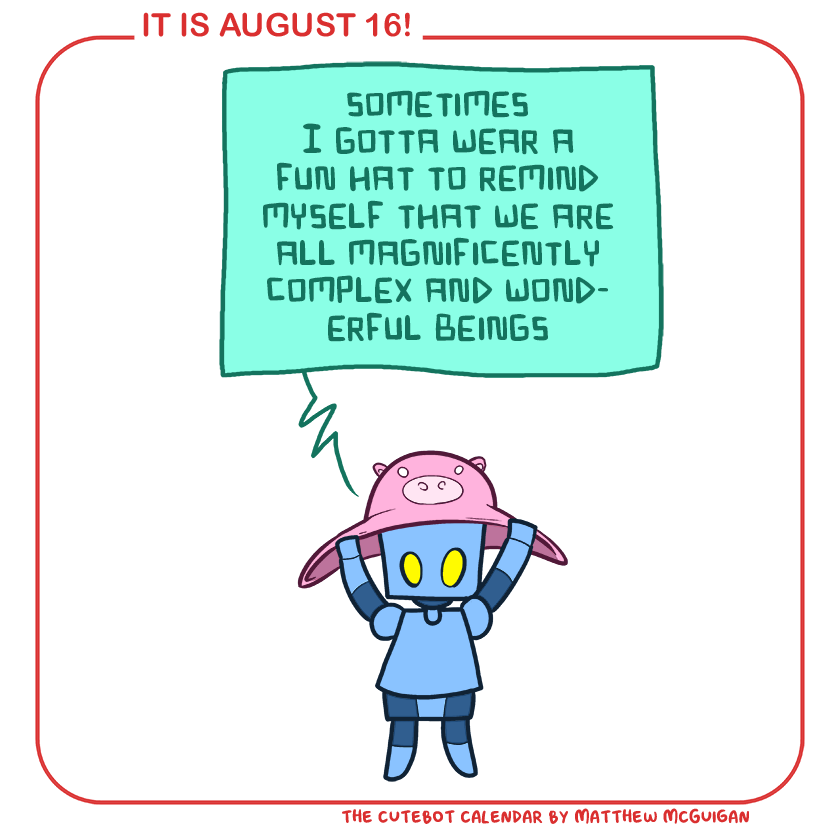 IT IS AUGUST 16!
SOMETIMES
I GOTTA WEAR A
FUN HAT TO REMIND
MYSELF THAT WE ARE
ALL MAGNIFICENTLY
COMPLEX AND WOND-
ERFUL BEINGS
THE CUTEBOT CALENDAR BY MATTHEW MCGUIGAN